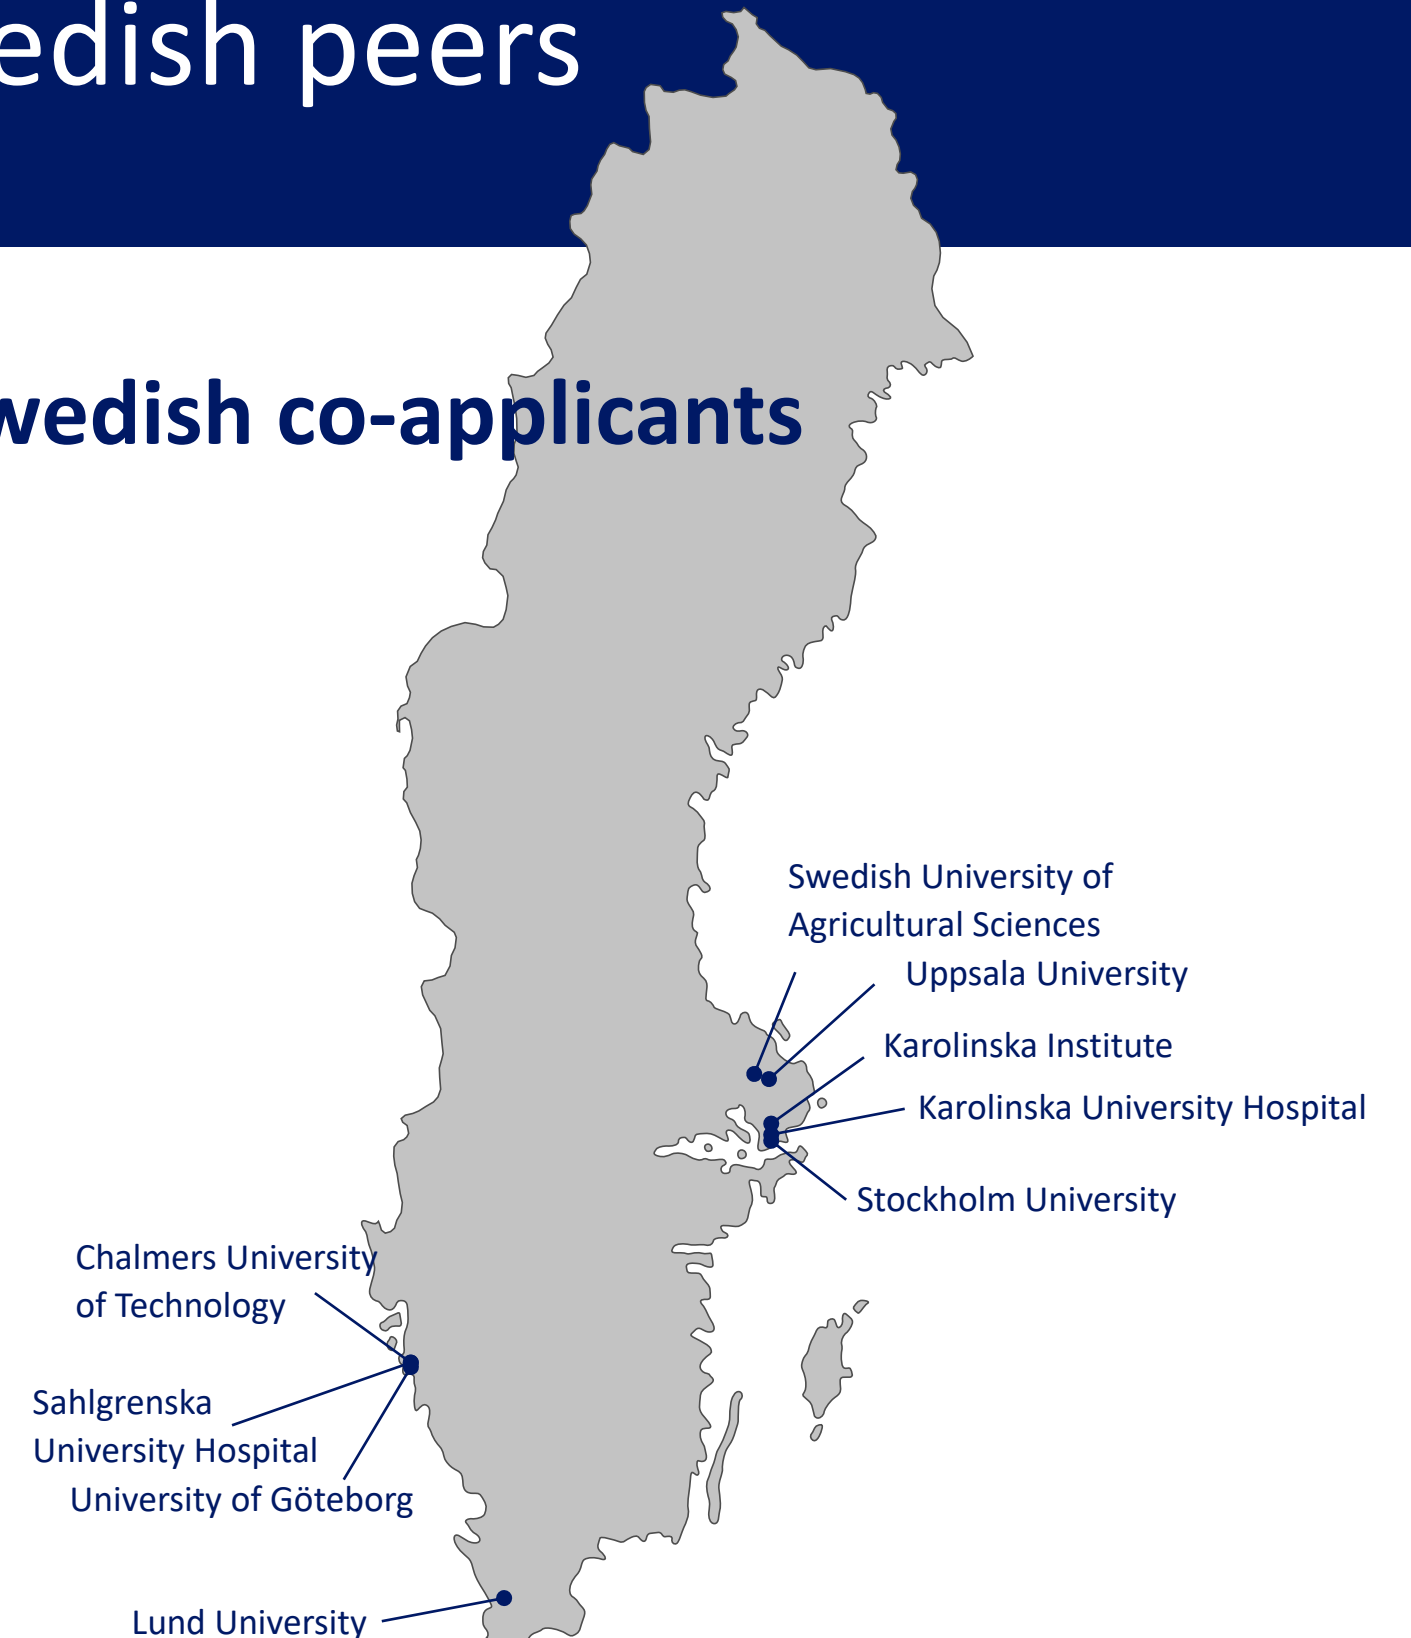 edish peers
wedish co-applicants
Swedish University of
Agricultural Sciences
Uppsala University
Karolinska Institute
Karolinska University Hospital
Stockholm University
Chalmers University
of Technology
Sahlgrenska
University Hospital
University of Göteborg
Lund University